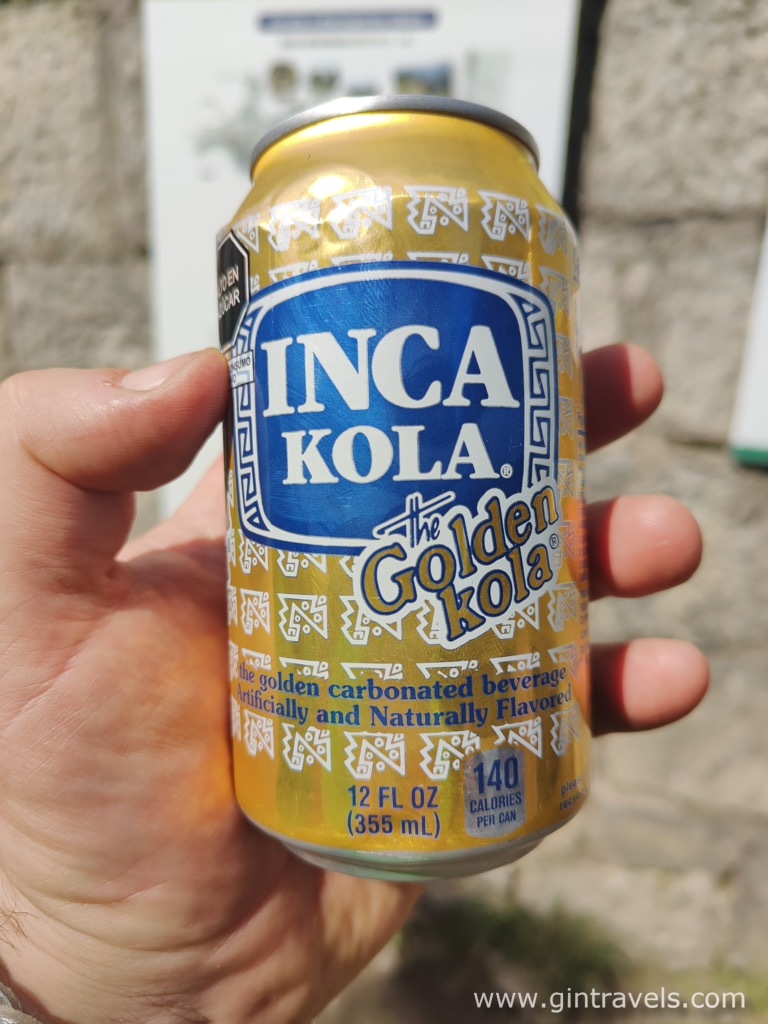 INCA
KOLA®
the
Golden
kola®
the golden carbonated beverage
Artificially and Naturally Flavored
12 FL OZ
(355 mL)
140
CALORIES
PER CAN
www.gintravels.com